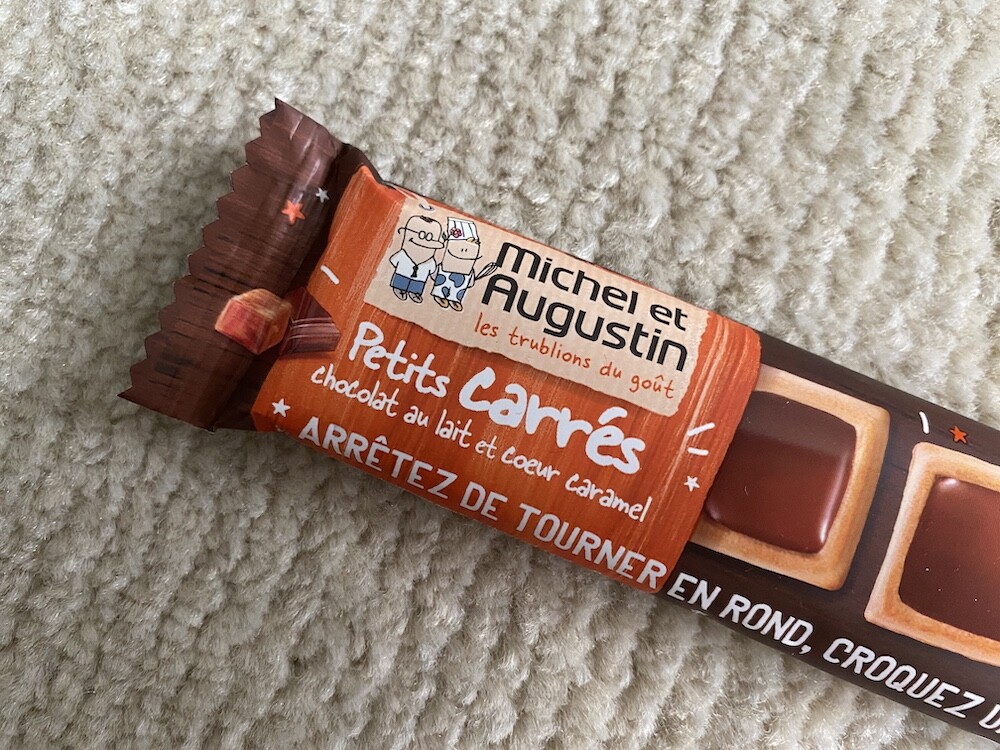 Michel et
Augustin
les trublions du goût
Petits Carrés
chocolat au lait et coeur caramel
ARRÊTEZ DE TOURNER EN ROND, CROQUEZ